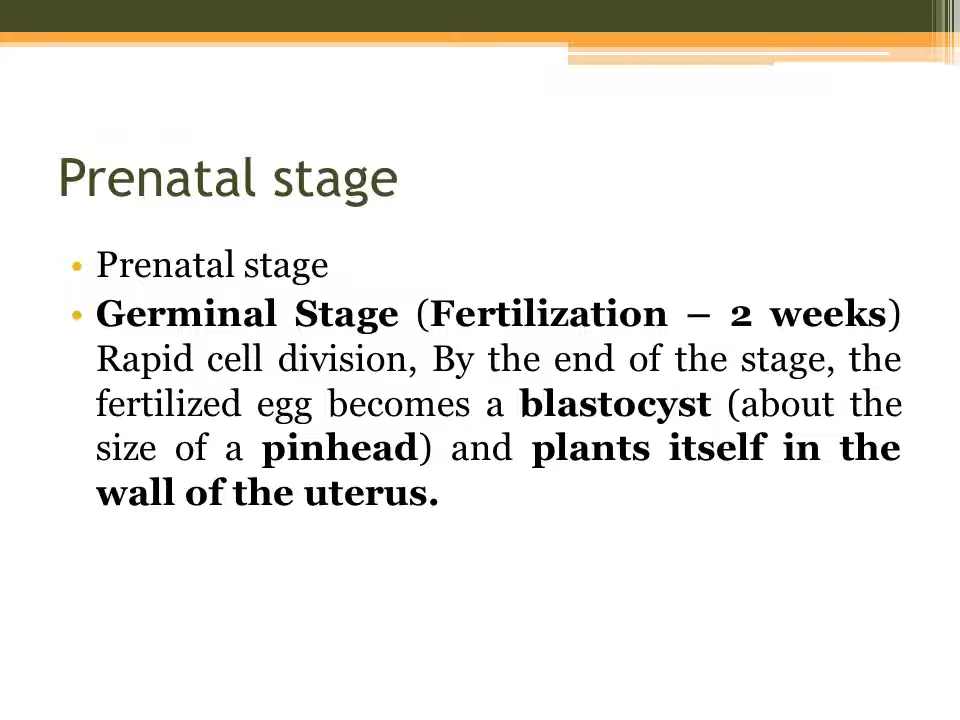 Prenatal stage
• Prenatal stage
• Germinal Stage (Fertilization – 2 weeks)
Rapid cell division, By the end of the stage, the
fertilized egg becomes a blastocyst (about the
size of a pinhead) and plants itself in the
wall of the uterus.